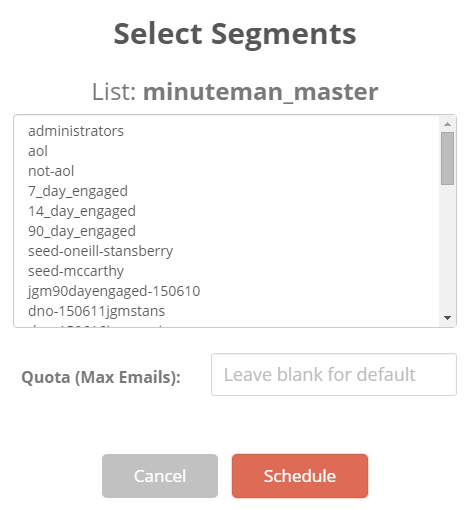 Select Segments
List: minuteman_master
administrators
aol
not-aol
7_day_engaged
14_day_engaged
90_day_engaged
seed-oneill-stansberry
seed-mccarthy
jgm90dayengaged-150610
dno-150611jgmstans
Quota (Max Emails): Leave blank for default
Cancel Schedule